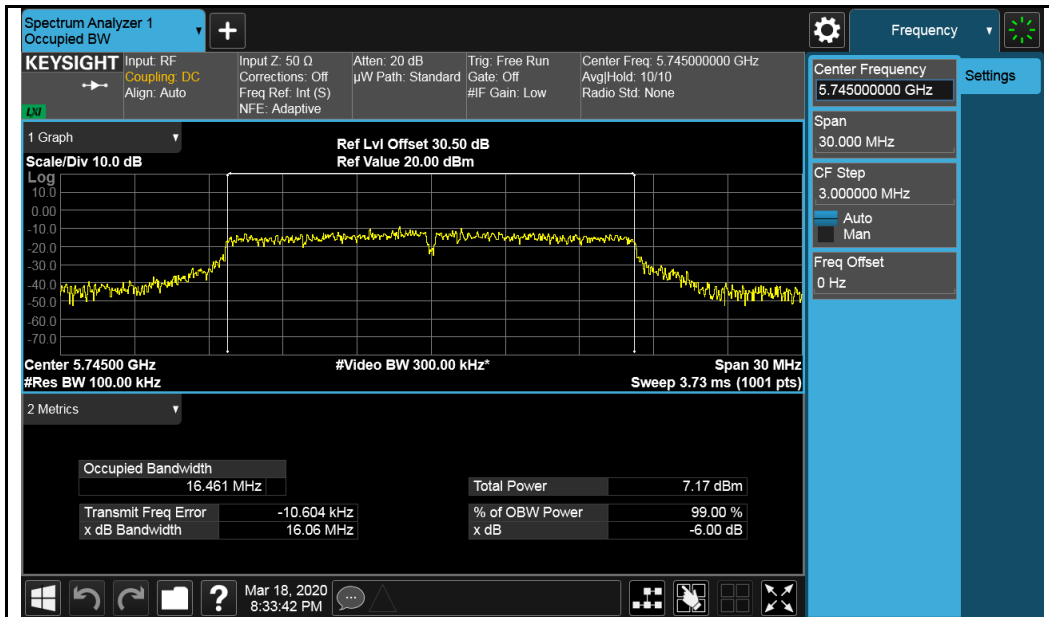 Spectrum Analyzer 1
Occupied BW
+
Frequency
KEYSIGHT
LXI
Input: RF
Coupling: DC
Align: Auto
Input Z: 50 Ω
Corrections: Off
Freq Ref: Int (S)
NFE: Adaptive
Atten: 20 dB
µW Path: Standard
Trig: Free Run
Gate: Off
#IF Gain: Low
Center Freq: 5.745000000 GHz
Avg|Hold: 10/10
Radio Std: None
Center Frequency
5.745000000 GHz
Settings
Span
30.000 MHz
CF Step
3.000000 MHz
Auto
Man
Freq Offset
0 Hz
1 Graph
Scale/Div 10.0 dB
Ref Lvl Offset 30.50 dB
Ref Value 20.00 dBm
Log
10.0
0.00
-10.0
-20.0
-30.0
-40.0
-50.0
-60.0
-70.0
Center 5.74500 GHz
#Video BW 300.00 kHz*
Span 30 MHz
#Res BW 100.00 kHz
Sweep 3.73 ms (1001 pts)
2 Metrics
Occupied Bandwidth
16.461 MHz
Total Power 7.17 dBm
Transmit Freq Error -10.604 kHz
% of OBW Power 99.00 %
x dB Bandwidth 16.06 MHz
x dB -6.00 dB
?
Mar 18, 2020
8:33:42 PM